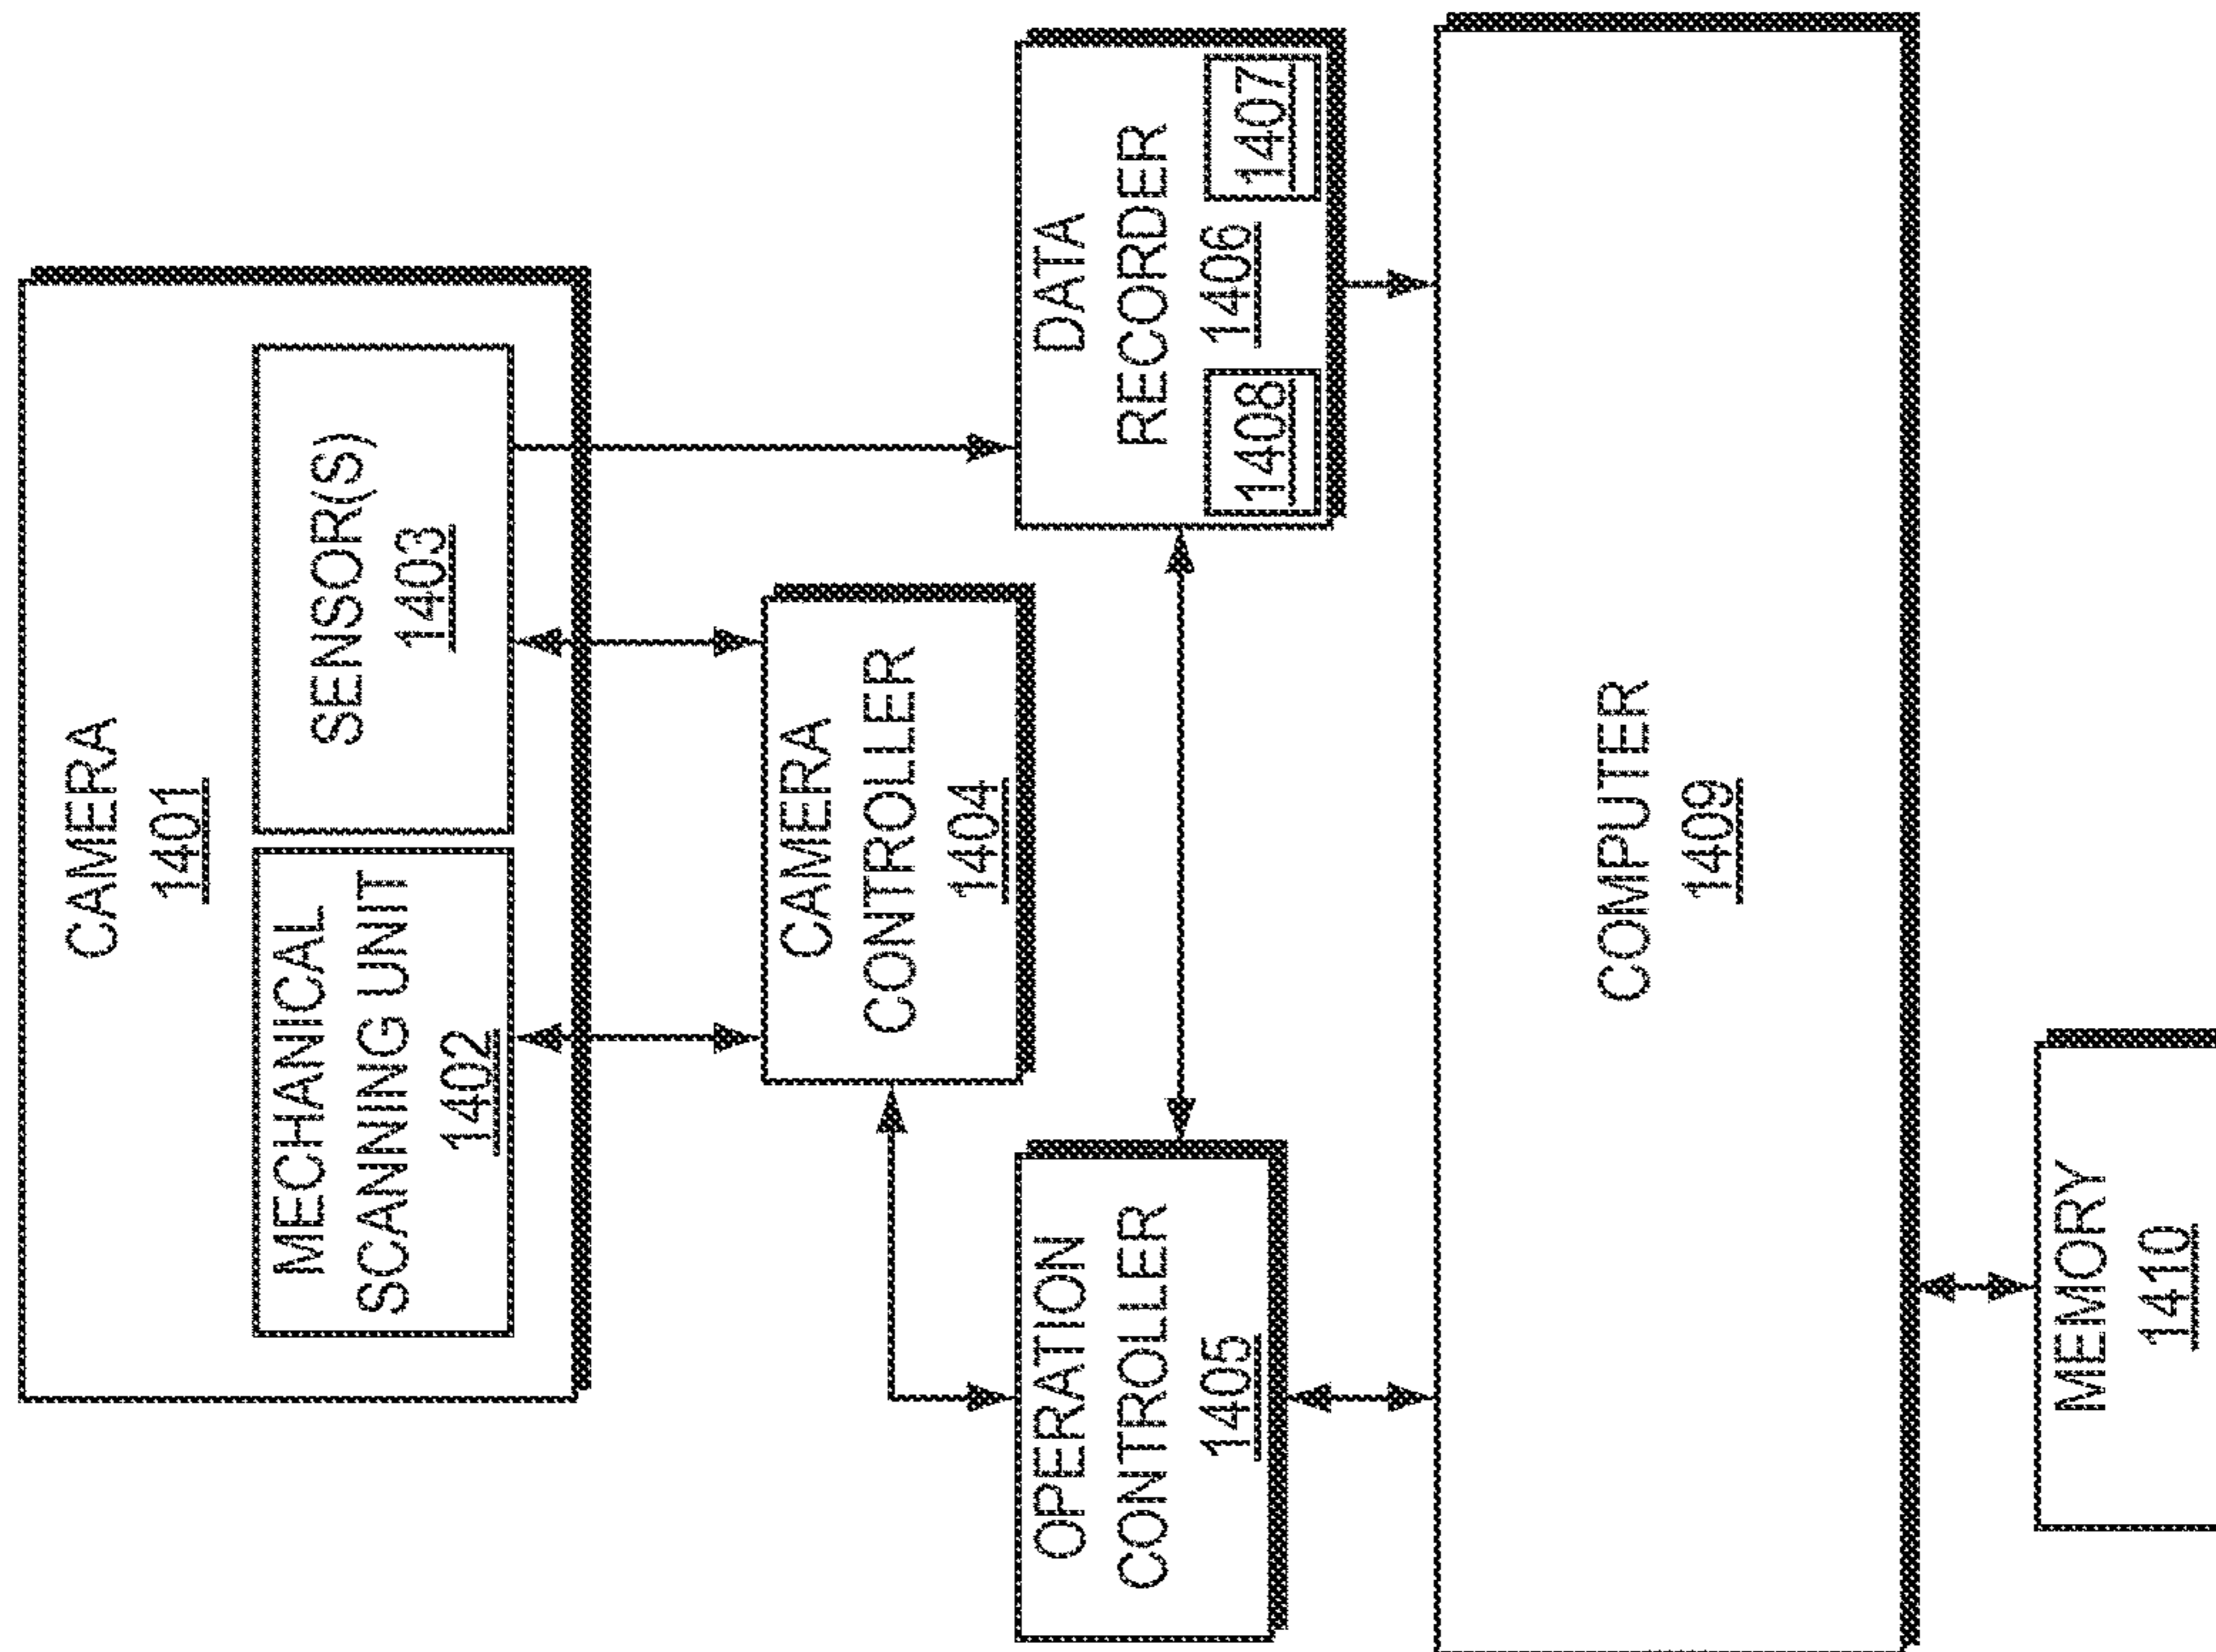 CAMERA
1401
MECHANICAL
SCANNING UNIT
1402
SENSOR(S)
1403
CAMERA
CONTROLLER
1404
OPERATION
CONTROLLER
1405
DATA
RECORDER
1406
1408
1407
COMPUTER
1409
MEMORY
1410